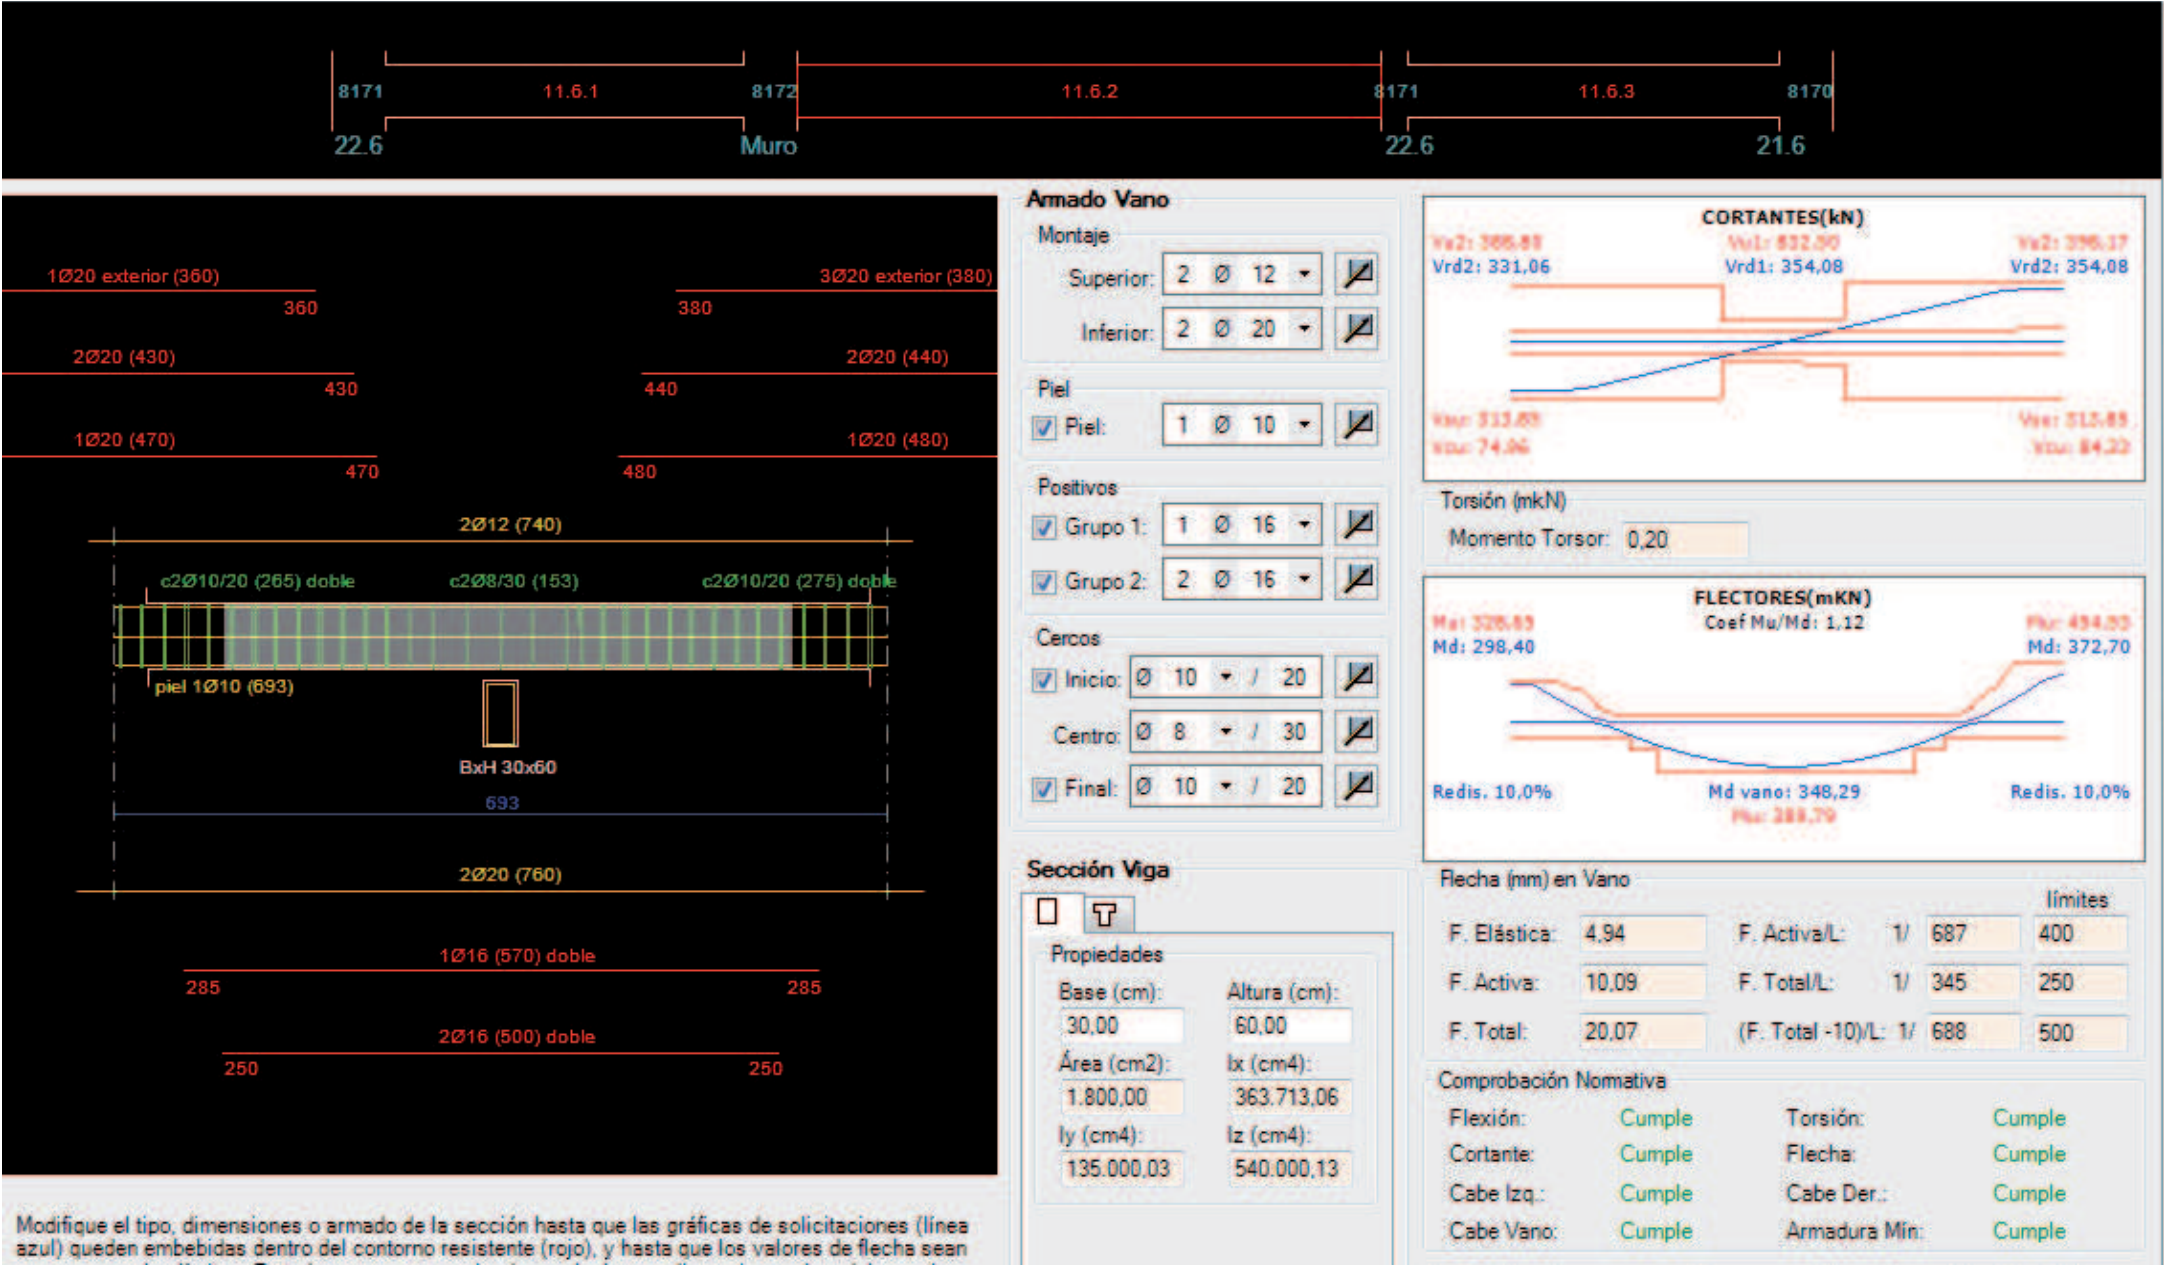 8171 11.6.1 8172 11.6.2 8171 11.6.3 8170
22.6 Muro 22.6 21.6
1Ø20 exterior (360) 3Ø20 exterior (380)
360 380
2Ø20 (430) 2Ø20 (440)
430 440
1Ø20 (470) 1Ø20 (480)
470 480
2Ø12 (740)
c2Ø10/20 (265) doble c2Ø8/30 (153) c2Ø10/20 (275) doble
piel 1Ø10 (693)
BxH 30x60
693
2Ø20 (760)
1Ø16 (570) doble
285 285
2Ø16 (500) doble
250 250
Modifique el tipo, dimensiones o armado de la sección hasta que las gráficas de solicitaciones (línea
azul) queden embebidas dentro del contorno resistente (rojo), y hasta que los valores de flecha sean
Armado Vano
Montaje
Superior: 2 Ø 12
Inferior: 2 Ø 20
Piel
Piel: 1 Ø 10
Positivos
Grupo 1: 1 Ø 16
Grupo 2: 2 Ø 16
Cercos
Inicio: Ø 10 / 20
Centro: Ø 8 / 30
Final: Ø 10 / 20
Sección Viga
Propiedades
Base (cm): Altura (cm):
30,00 60,00
Área (cm2): Ix (cm4):
1.800,00 363.713,06
Iy (cm4): Iz (cm4):
135.000,03 540.000,13
CORTANTES(kN)
Vrd2: 331,06 Vrd1: 354,08 Vrd2: 354,08
Torsión (mkN)
Momento Torsor: 0,20
FLECTORES(mKN)
Coef Mu/Md: 1,12
Md: 298,40 Md: 372,70
Redis. 10,0% Md vano: 348,29 Redis. 10,0%
Flecha (mm) en Vano
límites
F. Elástica: 4,94 F. Activa/L: 1/ 687 400
F. Activa: 10,09 F. Total/L: 1/ 345 250
F. Total: 20,07 (F. Total -10)/L: 1/ 688 500
Comprobación Normativa
Flexión: Cumple Torsión: Cumple
Cortante: Cumple Flecha: Cumple
Cabe Izq.: Cumple Cabe Der.: Cumple
Cabe Vano: Cumple Armadura Mín: Cumple